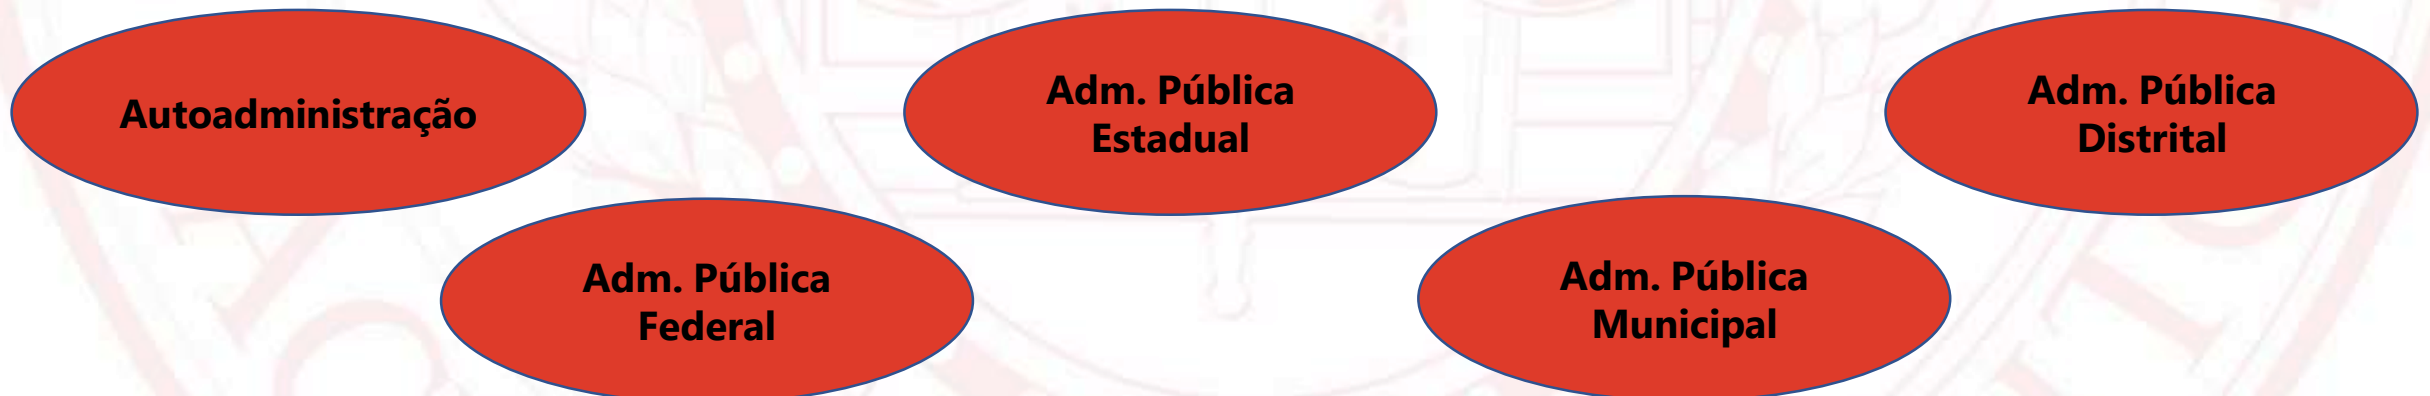 Autoadministração
Adm. Pública
Federal
Adm. Pública
Estadual
Adm. Pública
Municipal
Adm. Pública
Distrital